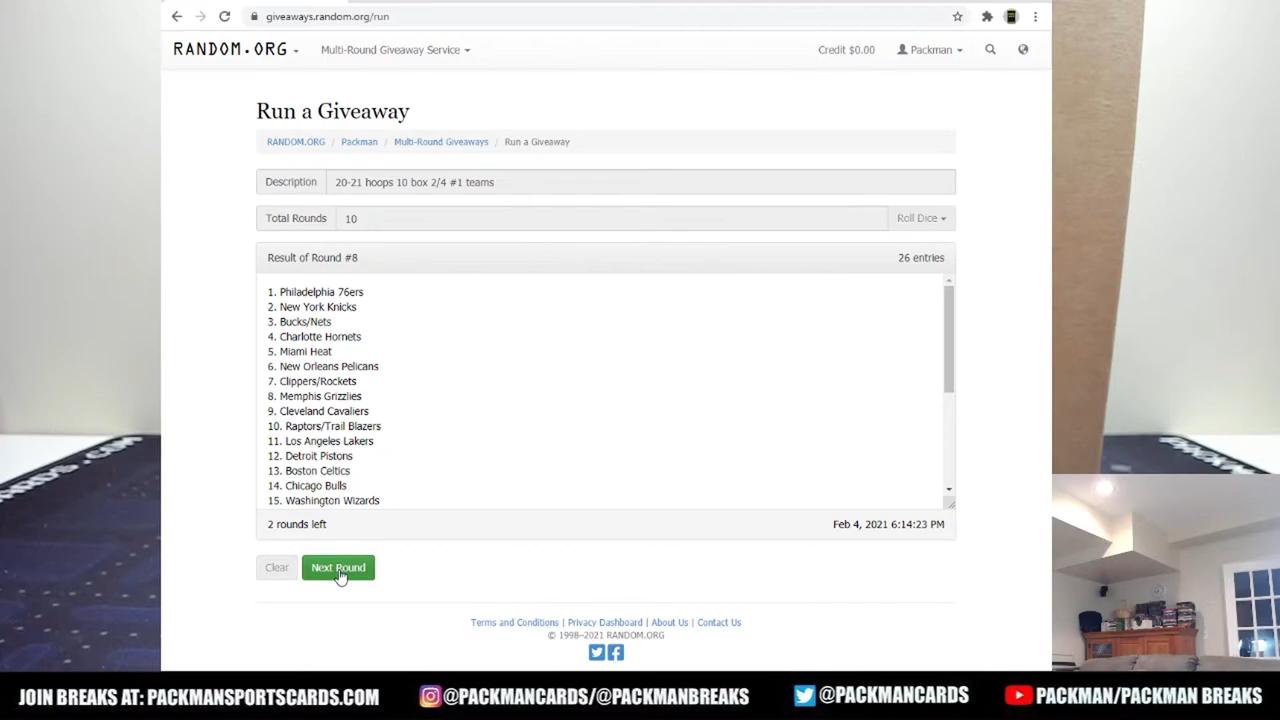 giveaways.random.org/run
RANDOM.ORG Multi-Round Giveaway Service Credit $0.00 Packman
Run a Giveaway
RANDOM.ORG / Packman / Multi-Round Giveaways / Run a Giveaway
Description 20-21 hoops 10 box 2/4 #1 teams
Total Rounds 10 Roll Dice
Result of Round #8 26 entries
1. Philadelphia 76ers
2. New York Knicks
3. Bucks/Nets
4. Charlotte Hornets
5. Miami Heat
6. New Orleans Pelicans
7. Clippers/Rockets
8. Memphis Grizzlies
9. Cleveland Cavaliers
10. Raptors/Trail Blazers
11. Los Angeles Lakers
12. Detroit Pistons
13. Boston Celtics
14. Chicago Bulls
15. Washington Wizards
2 rounds left Feb 4, 2021 6:14:23 PM
Clear Next Round
Terms and Conditions | Privacy Dashboard | About Us | Contact Us
© 1998–2021 RANDOM.ORG
JOIN BREAKS AT: PACKMANSPORTSCARDS.COM @PACKMANCARDS/@PACKMANBREAKS @PACKMANCARDS PACKMAN/PACKMAN BREAKS